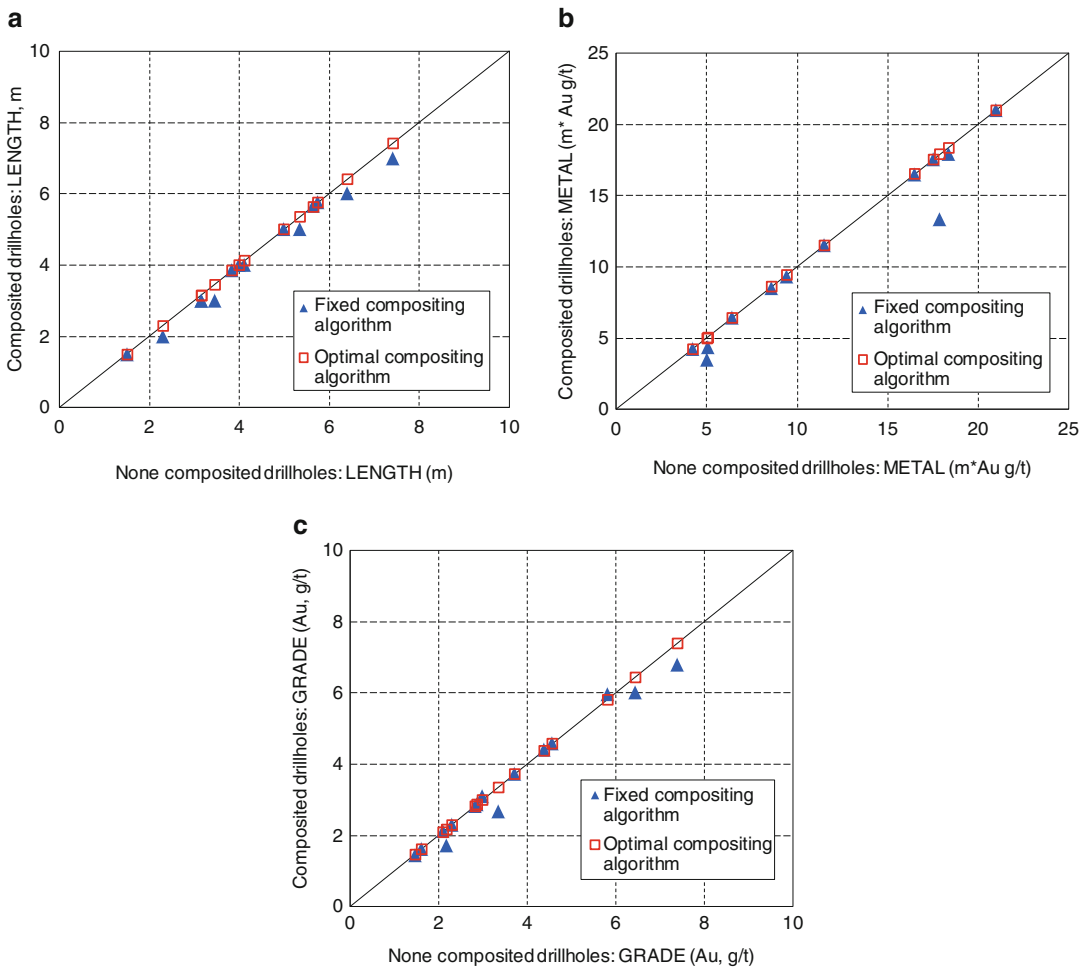 a
Composited drillholes: LENGTH, m
10
8
6
4
2
0
0 2 4 6 8 10
Fixed compositing
algorithm
Optimal compositing
algorithm
None composited drillholes: LENGTH (m)
b
Composited drillholes: METAL (m* Au g/t)
25
20
15
10
5
0
0 5 10 15 20 25
Fixed compositing
algorithm
Optimal compositing
algorithm
None composited drillholes: METAL (m*Au g/t)
c
Composited drillholes: GRADE (Au, g/t)
10
8
6
4
2
0
0 2 4 6 8 10
Fixed compositing
algorithm
Optimal compositing
algorithm
None composited drillholes: GRADE (Au, g/t)